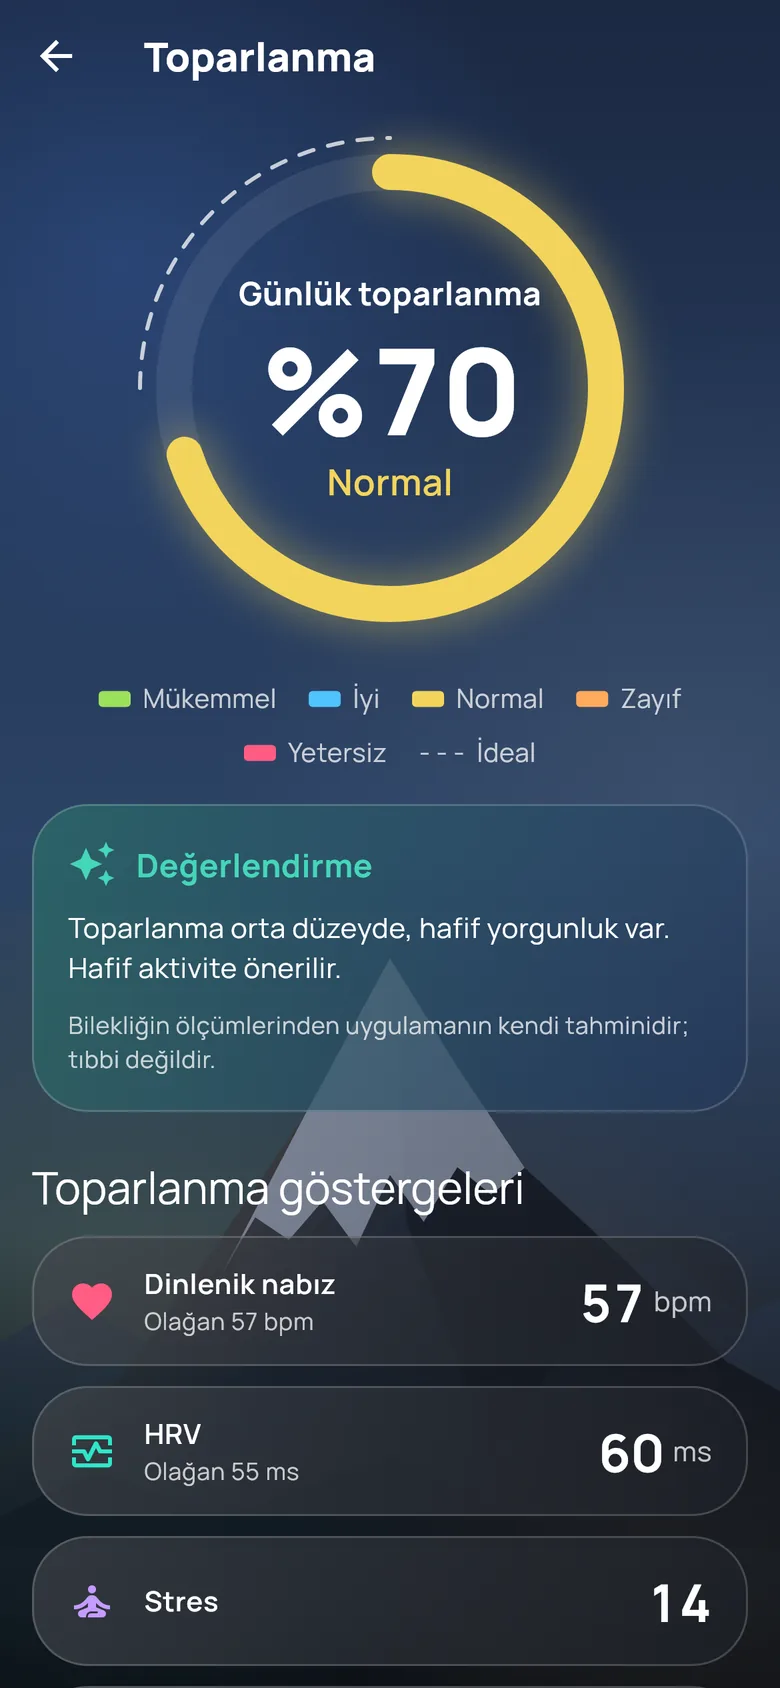 Toparlanma
Günlük toparlanma
%70
Normal
Mükemmel İyi Normal Zayıf
Yetersiz --- İdeal
Değerlendirme
Toparlanma orta düzeyde, hafif yorgunluk var.
Hafif aktivite önerilir.
Bilekliğin ölçümlerinden uygulamanın kendi tahminidir;
tıbbi değildir.
Toparlanma göstergeleri
Dinlenik nabız
Olağan 57 bpm
57 bpm
HRV
Olağan 55 ms
60 ms
Stres
14